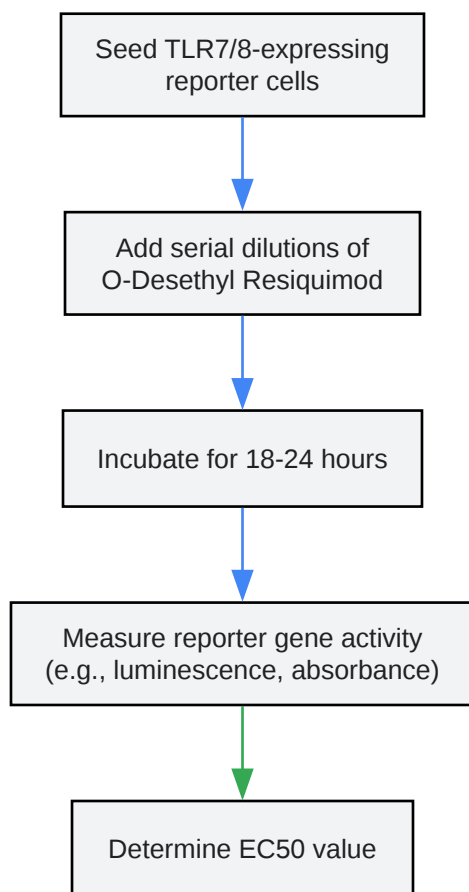 Seed TLR7/8-expressing
reporter cells
Add serial dilutions of
O-Desethyl Resiquimod
Incubate for 18-24 hours
Measure reporter gene activity
(e.g., luminescence, absorbance)
Determine EC50 value